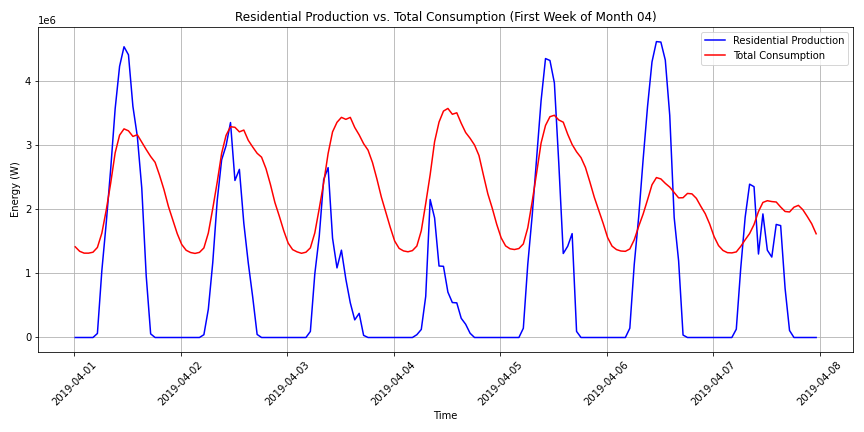 Residential Production vs. Total Consumption (First Week of Month 04)
1e6
Residential Production
Total Consumption
4
3
2
1
0
Energy (W)
2019-04-01
2019-04-02
2019-04-03
2019-04-04
2019-04-05
2019-04-06
2019-04-07
2019-04-08
Time